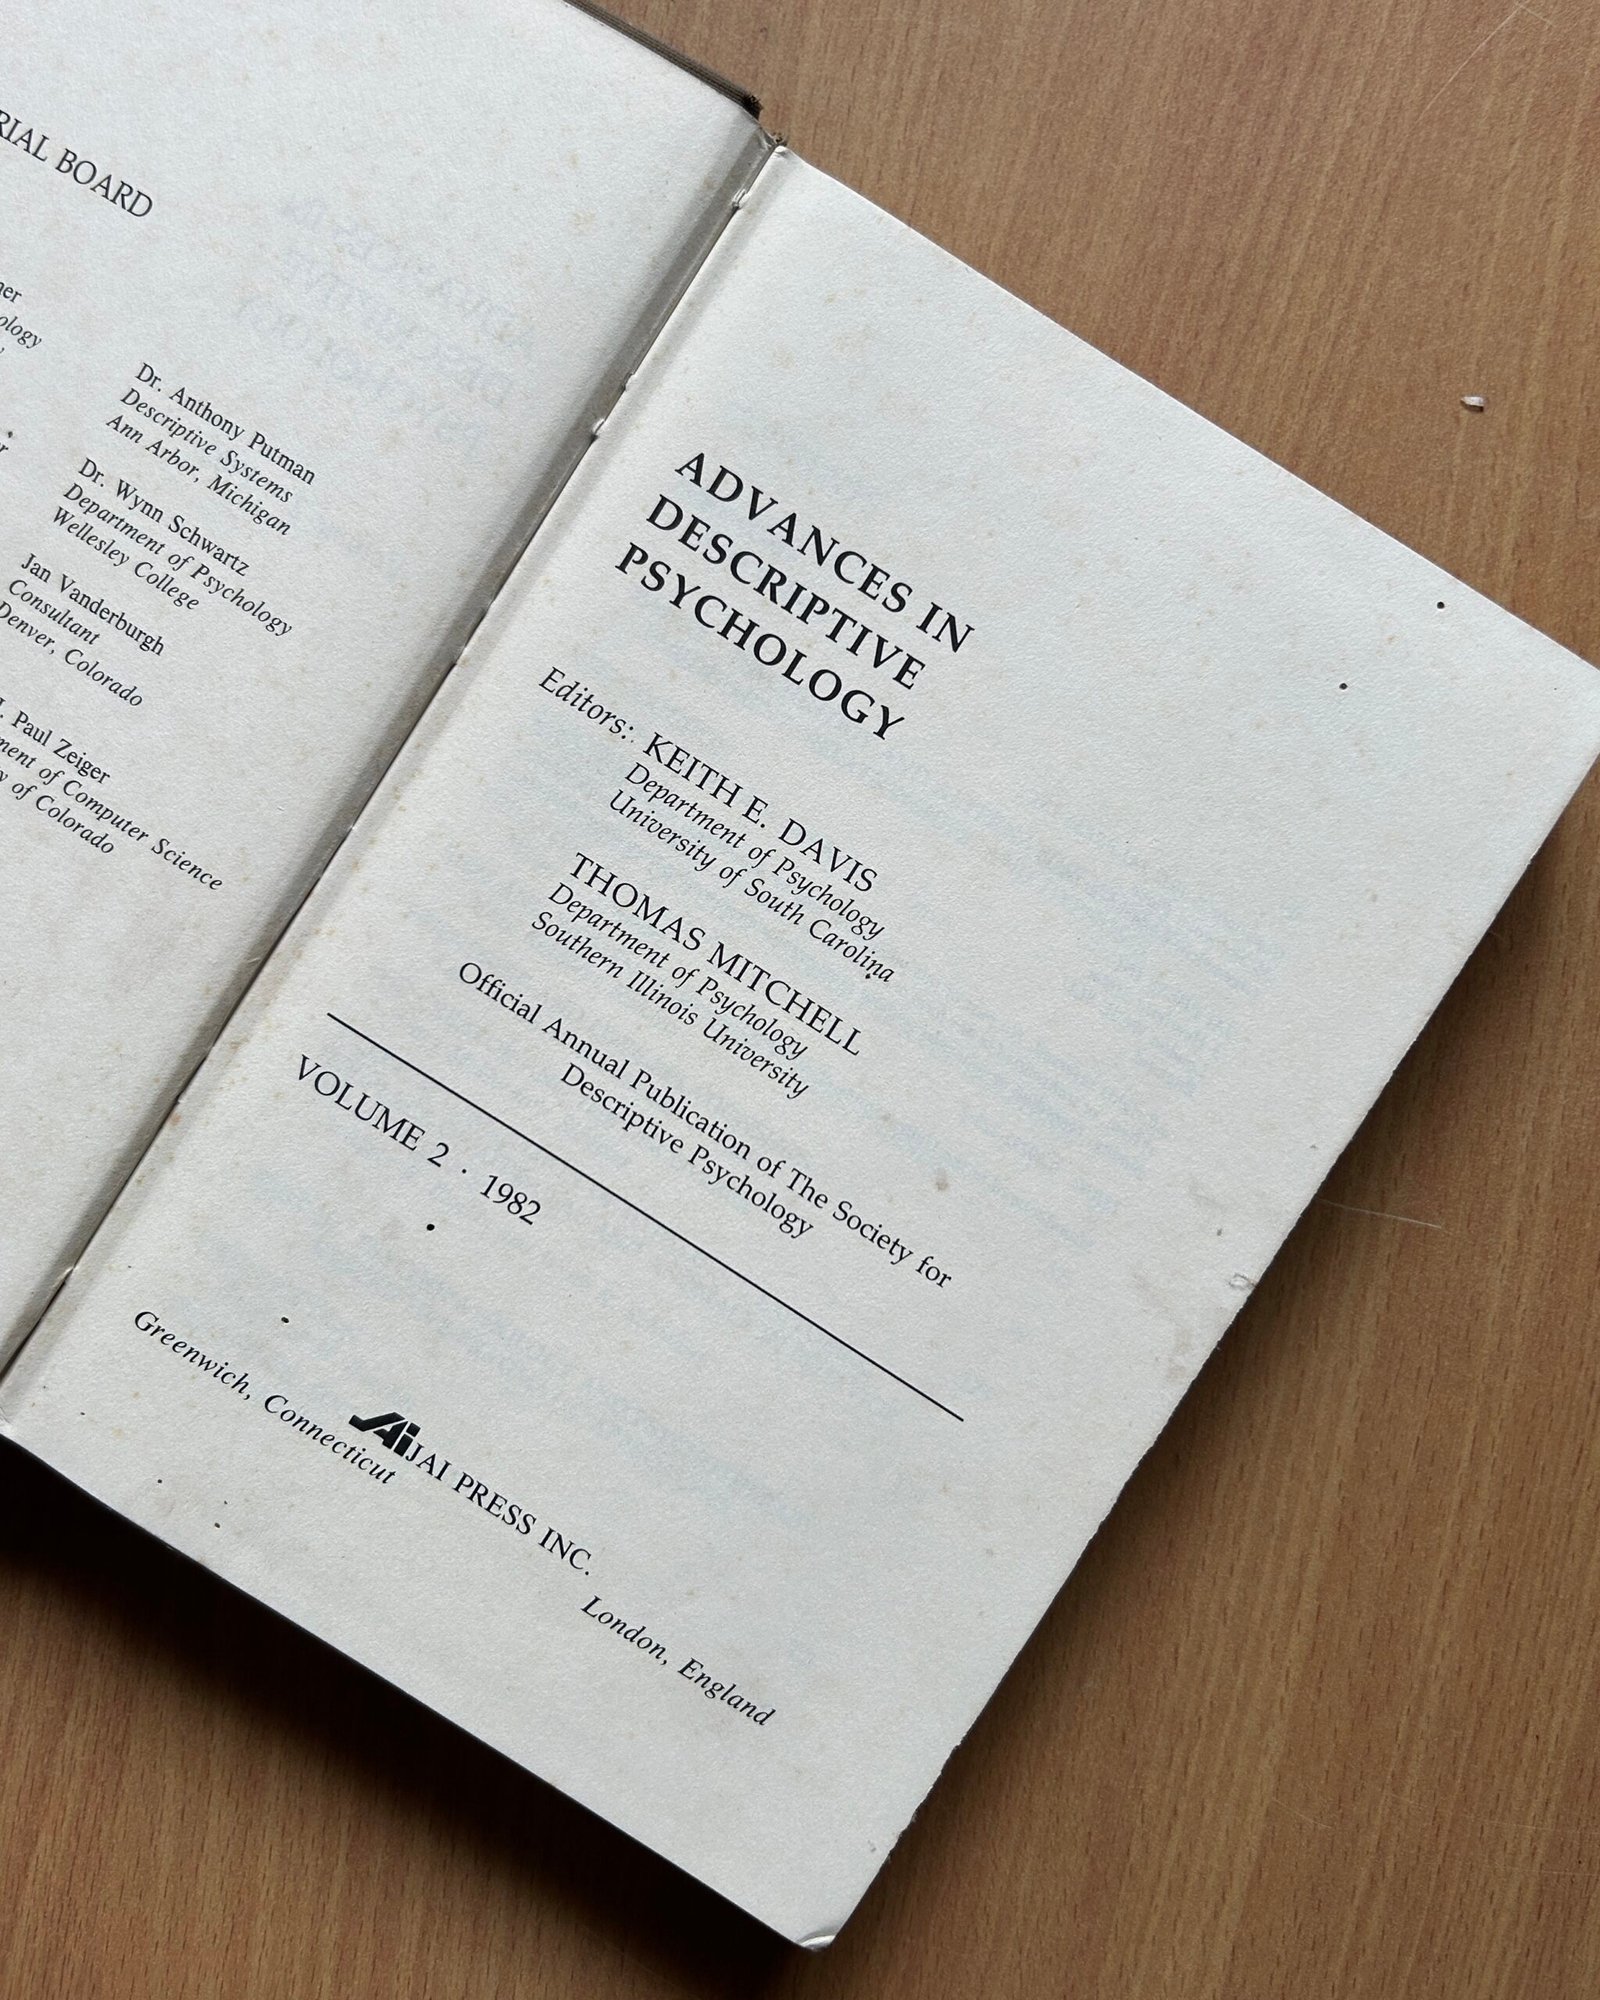 BOARD
Dr. Anthony Putman
Descriptive Systems
Ann Arbor, Michigan
Dr. Wynn Schwartz
Department of Psychology
Wellesley College
Jan Vanderburgh
Consultant
Denver, Colorado
Paul Zeiger
of Computer Science
of Colorado
ADVANCES IN
DESCRIPTIVE
PSYCHOLOGY
Editors: KEITH E. DAVIS
Department of Psychology
University of South Carolina
THOMAS MITCHELL
Department of Psychology
Southern Illinois University
Official Annual Publication of The Society for
Descriptive Psychology
VOLUME 2 · 1982
JAI JAI PRESS INC.
Greenwich, Connecticut London, England